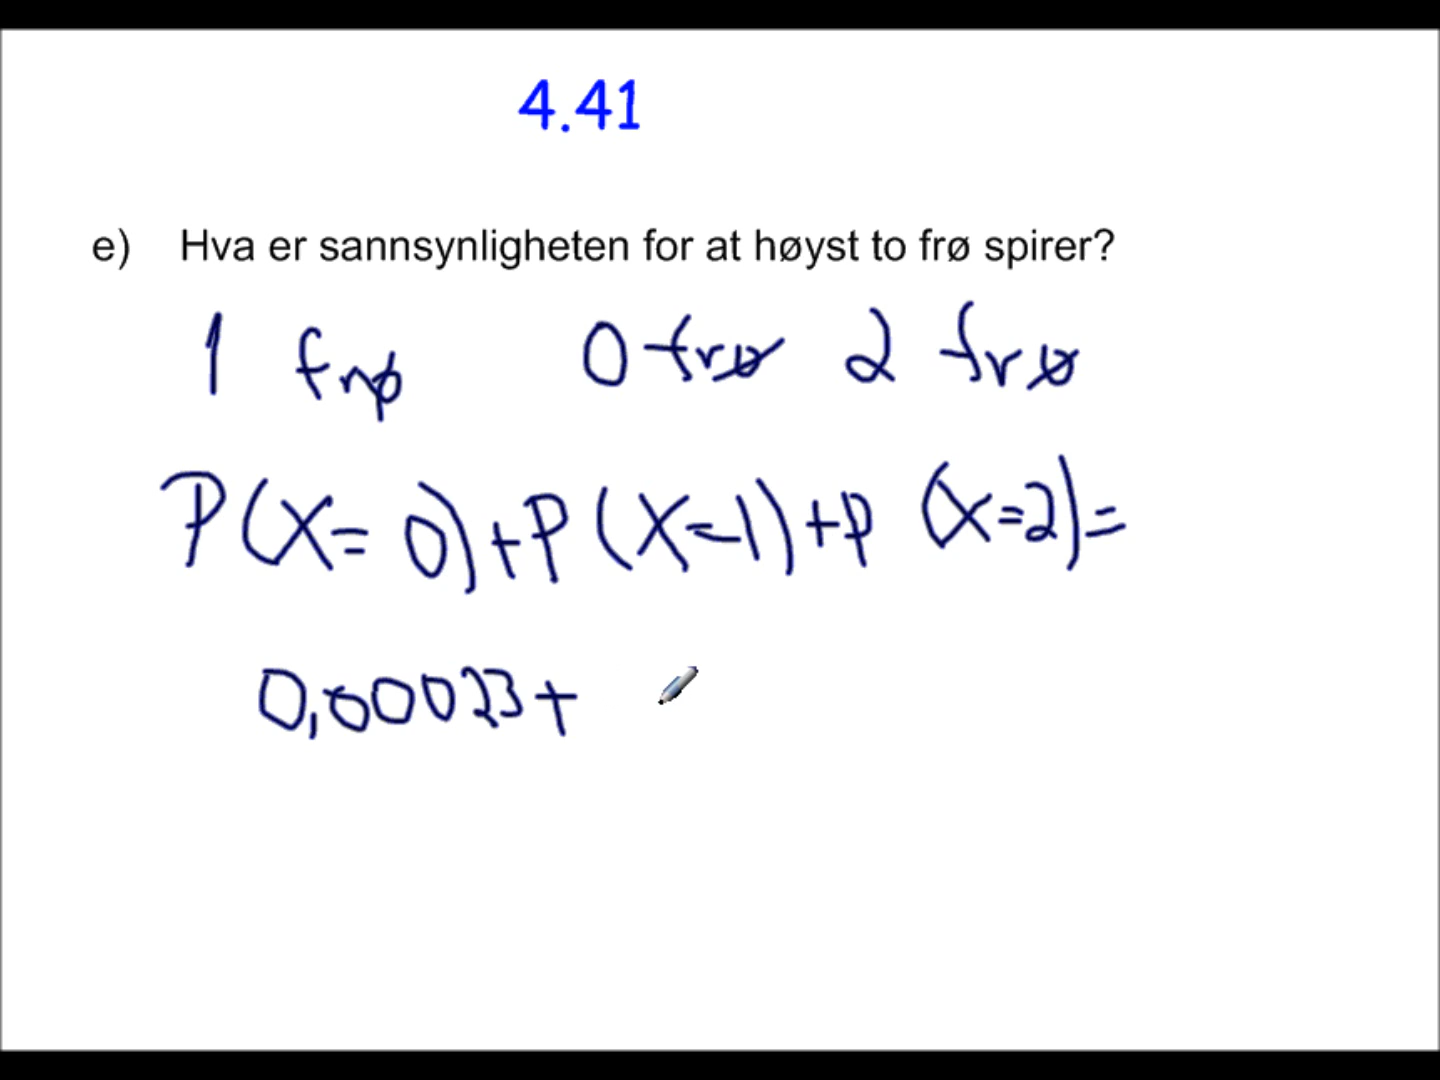 4.41
e) Hva er sannsynligheten for at høyst to frø spirer?
1 frø 0 frø 2 frø
P(X= 0)+P(X=1)+P(X=2)=
0,00023+